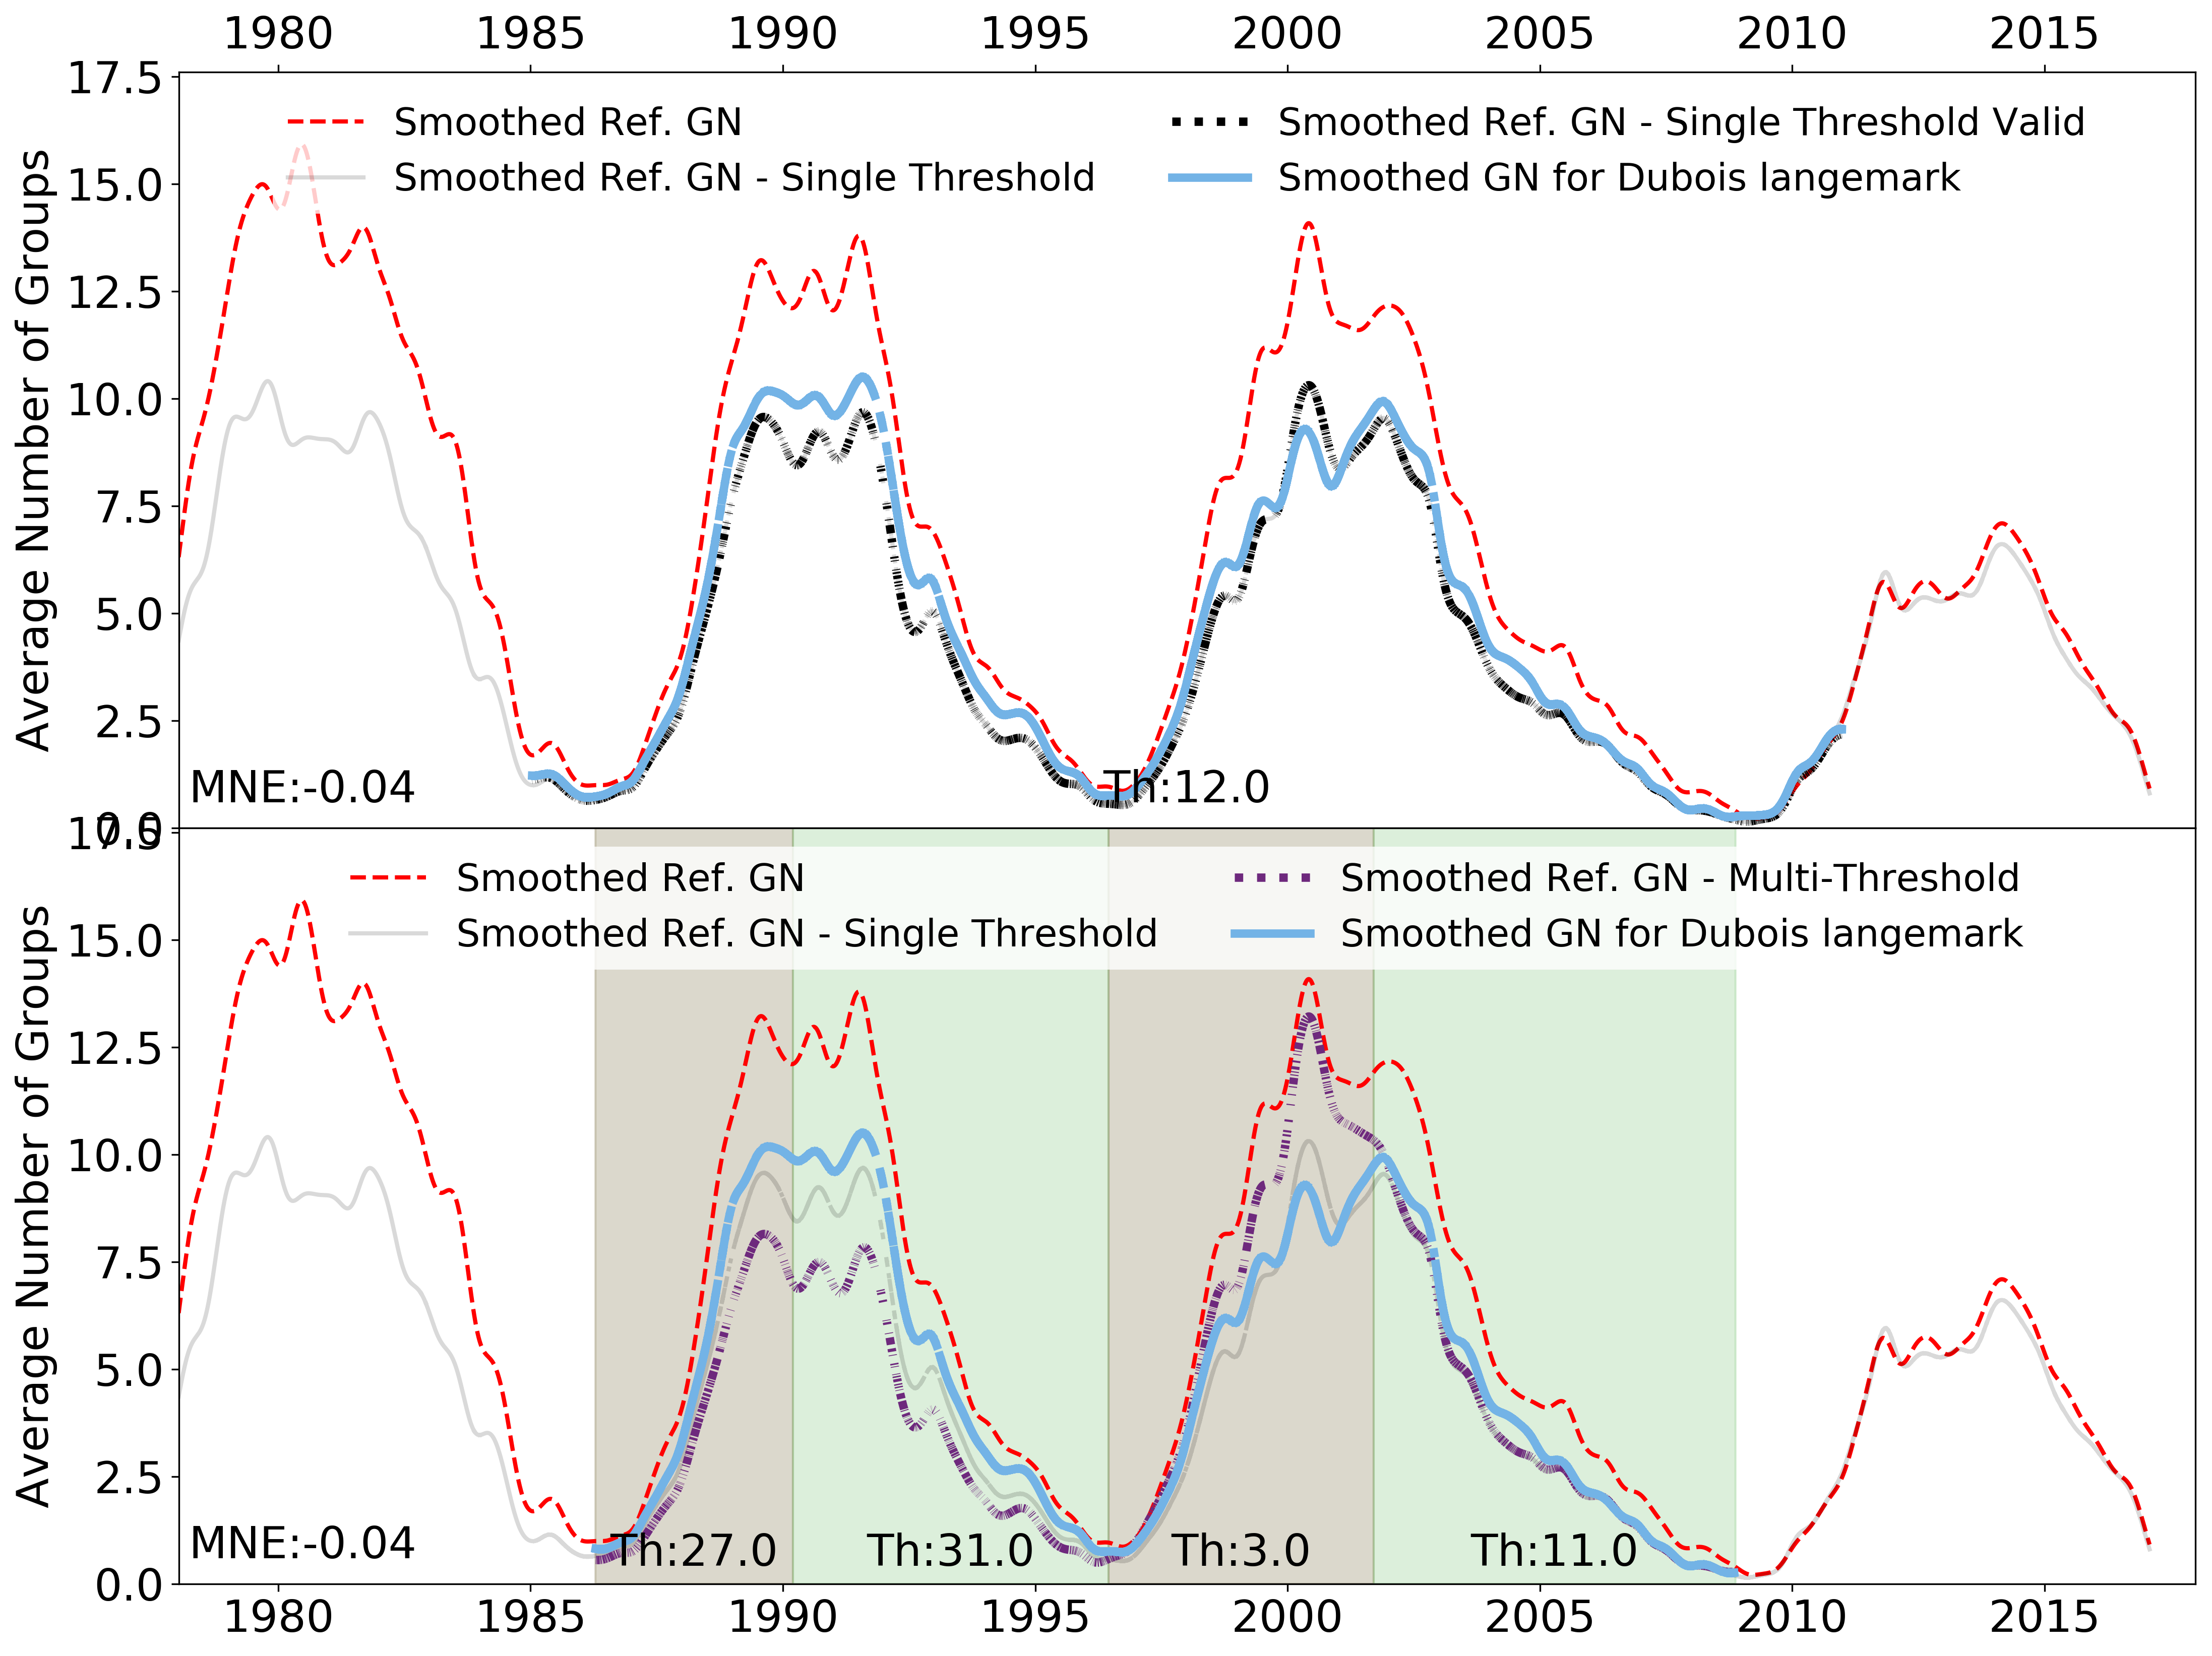 1980 1985 1990 1995 2000 2005 2010 2015
17.5
15.0
12.5
10.0
7.5
5.0
2.5
0.0
Average Number of Groups
Smoothed Ref. GN
Smoothed Ref. GN - Single Threshold
Smoothed Ref. GN - Single Threshold Valid
Smoothed GN for Dubois langemark
MNE:-0.04
Th:12.0
17.5
15.0
12.5
10.0
7.5
5.0
2.5
0.0
Average Number of Groups
Smoothed Ref. GN
Smoothed Ref. GN - Single Threshold
Smoothed Ref. GN - Multi-Threshold
Smoothed GN for Dubois langemark
MNE:-0.04
Th:27.0
Th:31.0
Th:3.0
Th:11.0
1980 1985 1990 1995 2000 2005 2010 2015